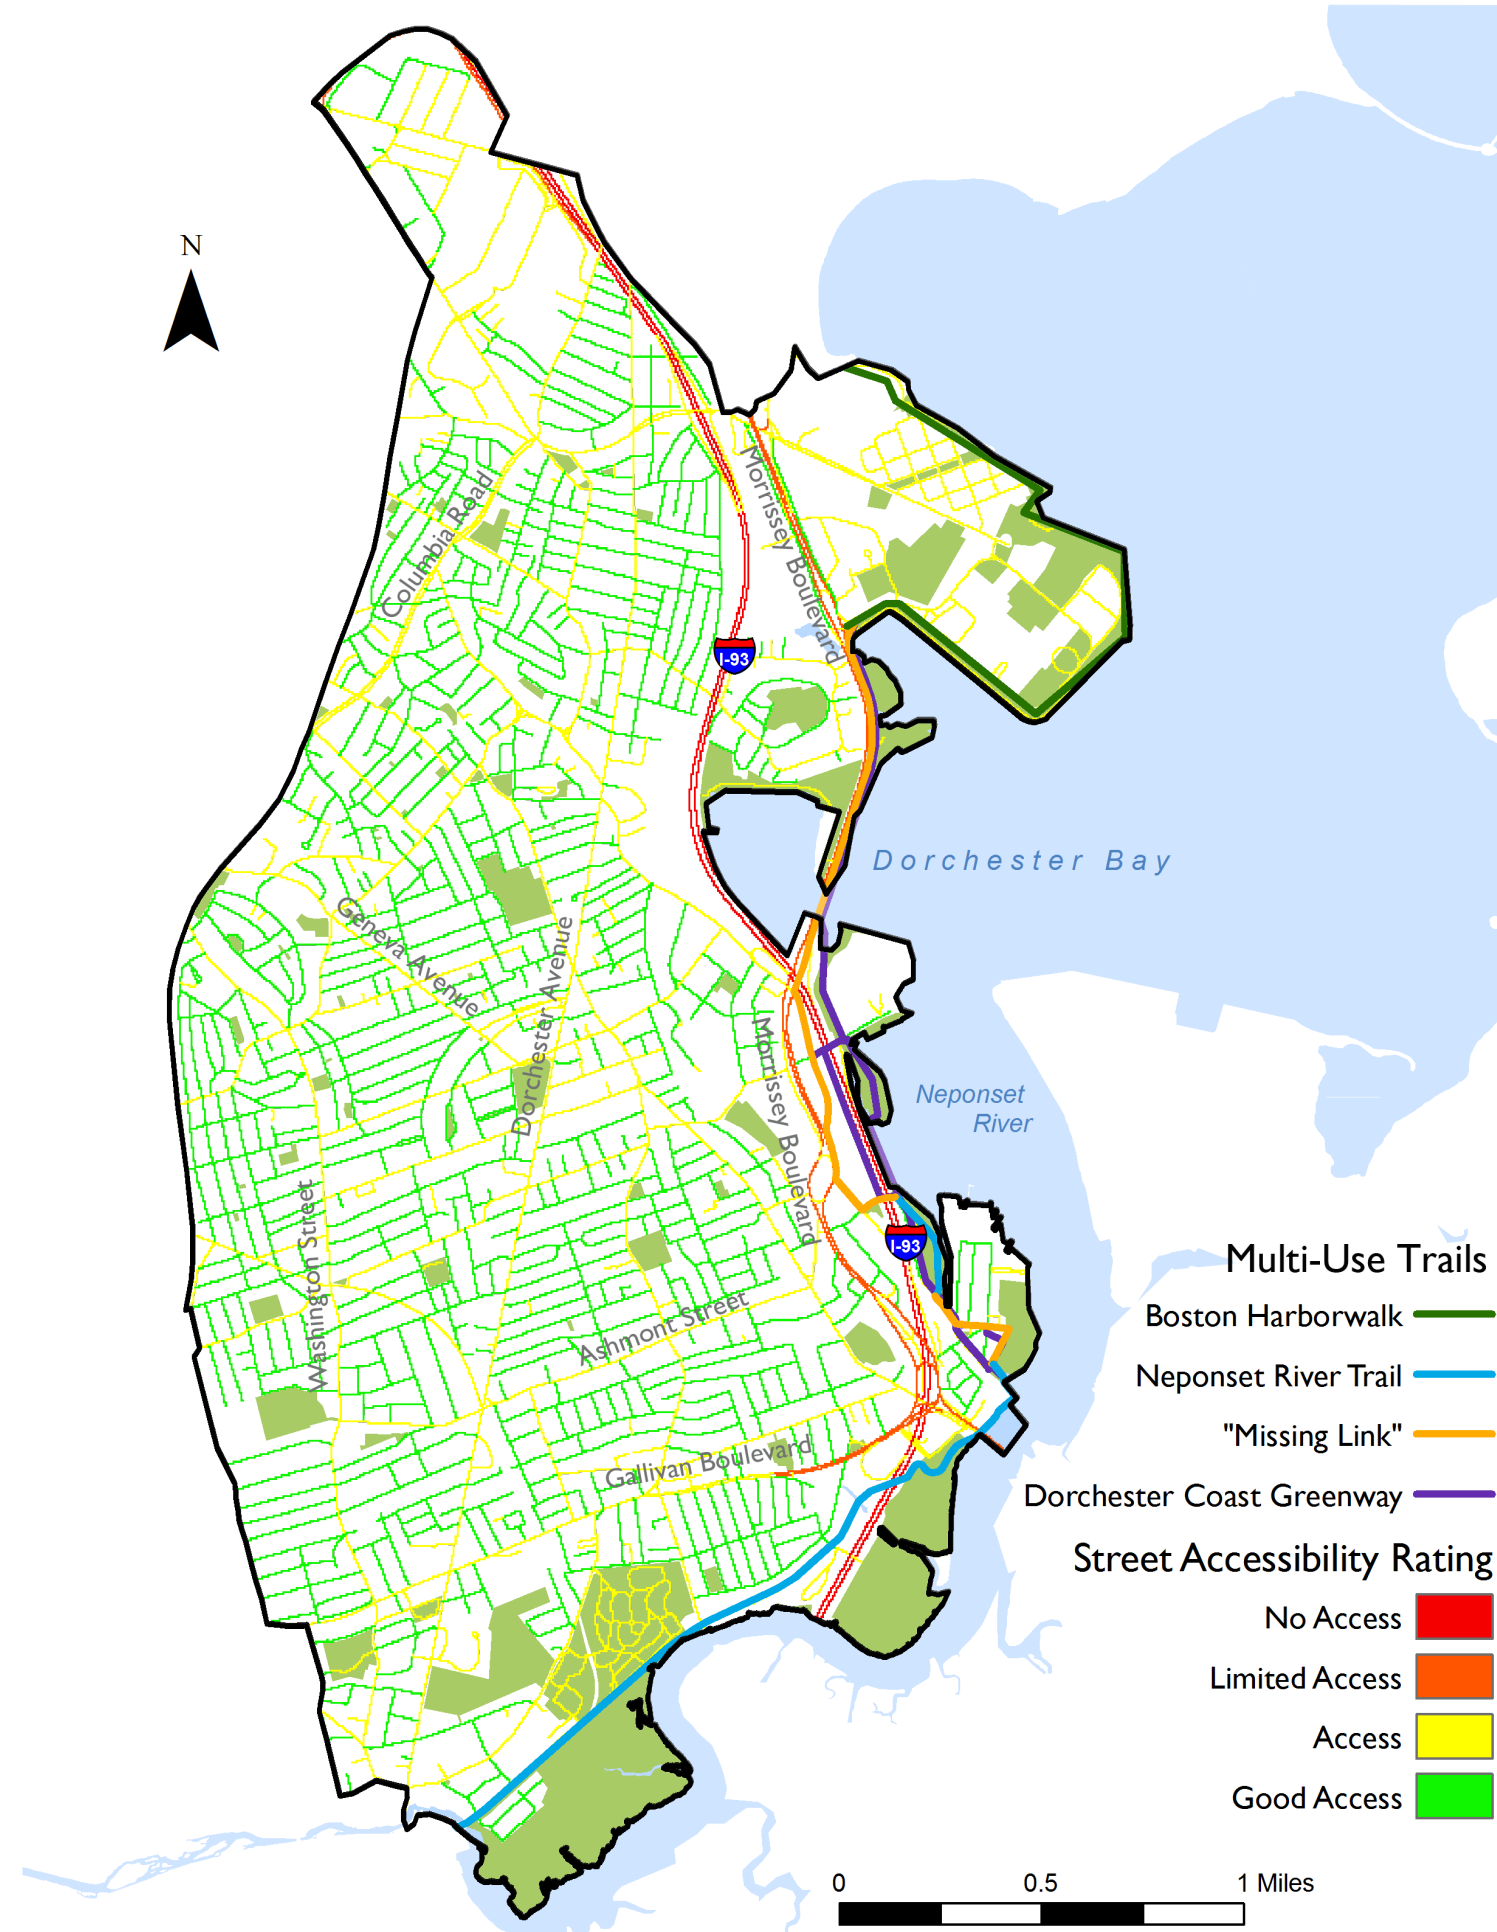 N
Columbia Road
Morrissey Boulevard
I-93
Dorchester Bay
Geneva Avenue
Dorchester Avenue
Morrissey Boulevard
Neponset
River
Washington Street
I-93
Ashmont Street
Gallivan Boulevard
Multi-Use Trails
Boston Harborwalk
Neponset River Trail
"Missing Link"
Dorchester Coast Greenway
Street Accessibility Rating
No Access
Limited Access
Access
Good Access
0 0.5 1 Miles